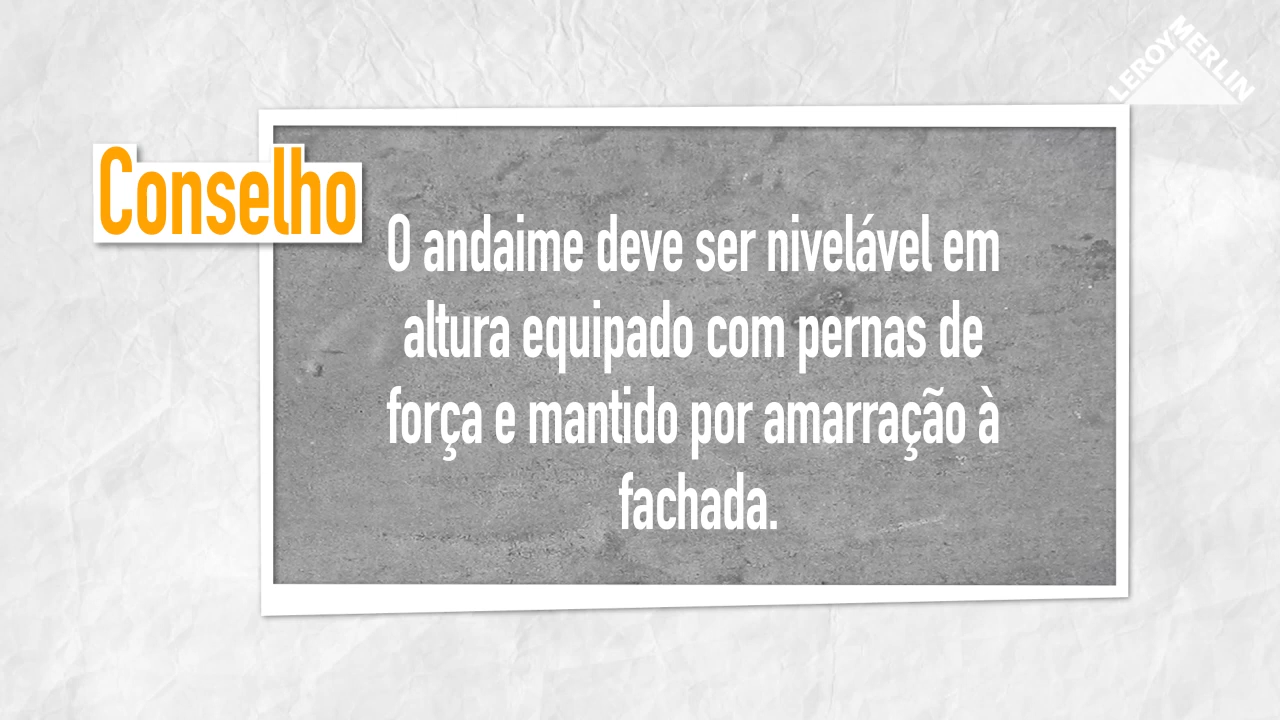 LEROY MERLIN
Conselho
O andaime deve ser nivelável em
altura equipado com pernas de
força e mantido por amarração à
fachada.